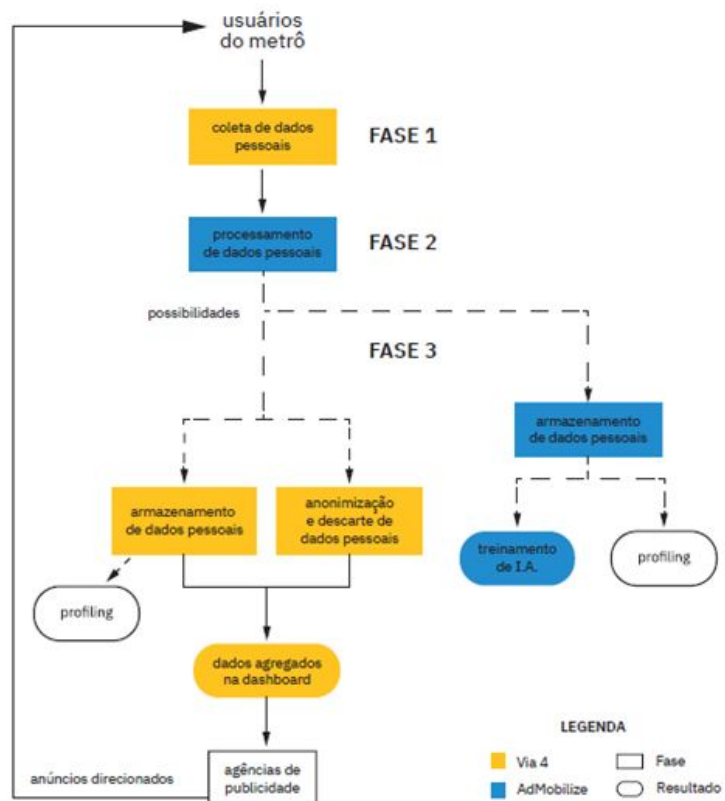 usuários
do metrô
coleta de dados
pessoais
FASE 1
processamento
de dados pessoais
FASE 2
possibilidades
FASE 3
armazenamento
de dados pessoais
armazenamento
de dados pessoais
anonimização
e descarte de
dados pessoais
treinamento
de I.A.
profiling
profiling
dados agregados
na dashboard
anúncios direcionados
agências de
publicidade
LEGENDA
Via 4
Fase
AdMobilize
Resultado